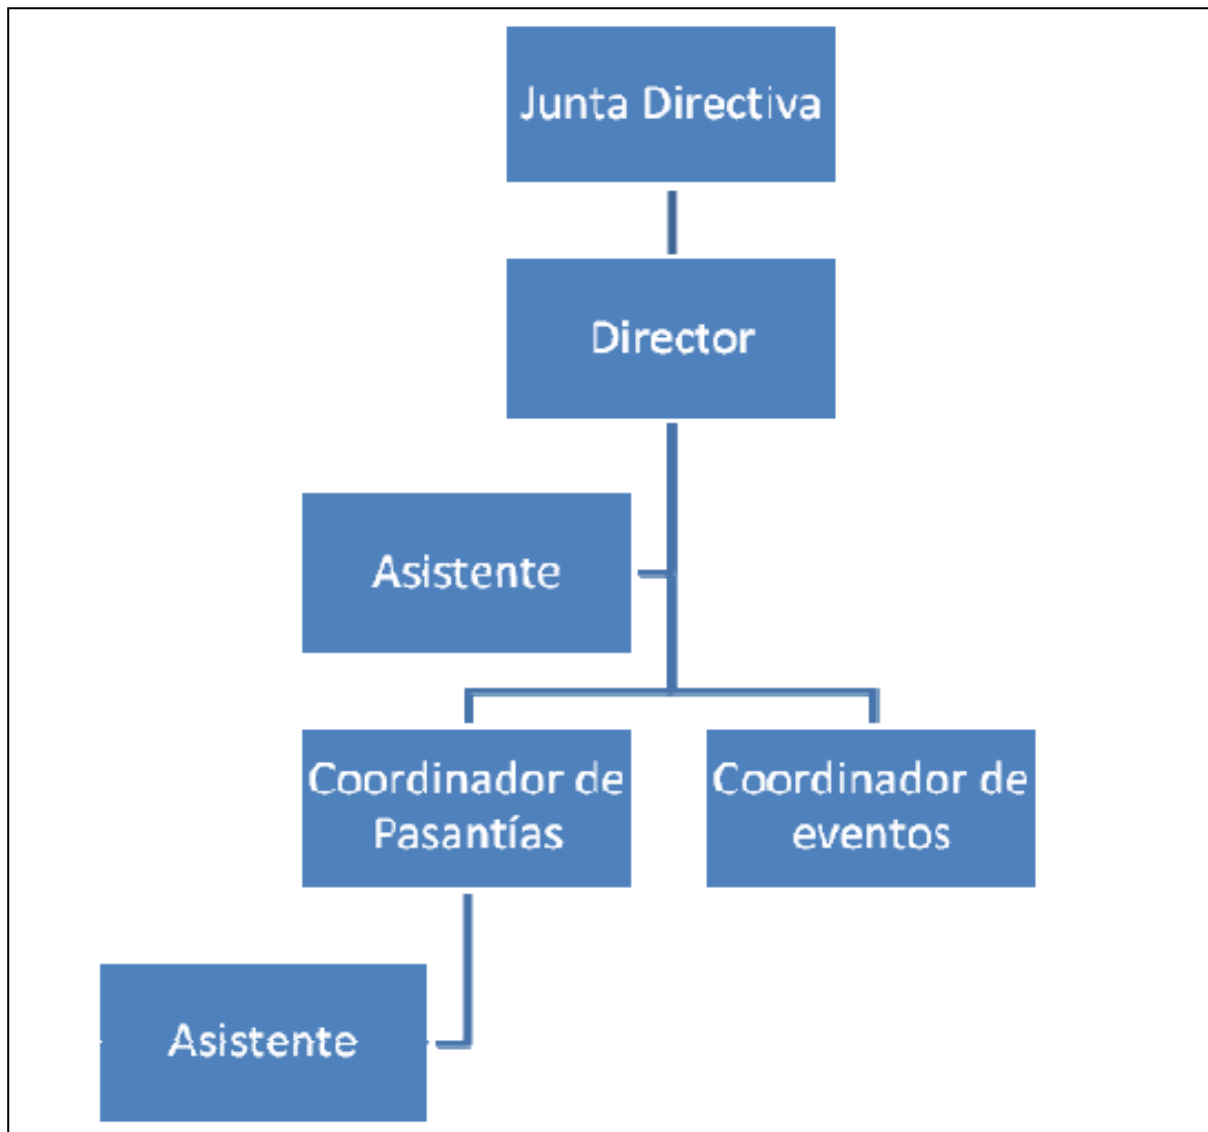 Junta Directiva
Director
Asistente
Coordinador de
Pasantías
Coordinador de
eventos
Asistente